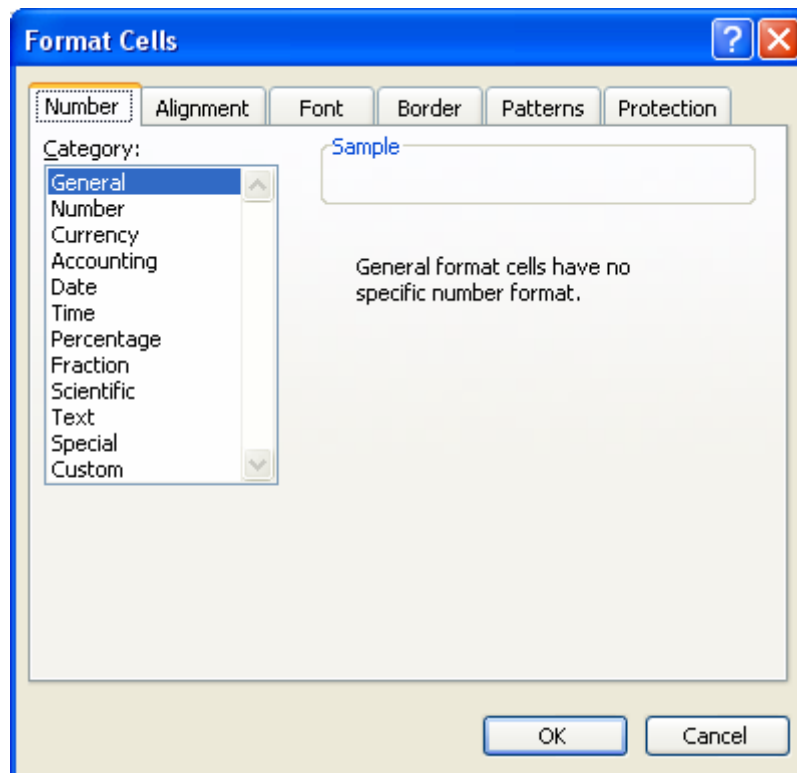 Format Cells
?
Number Alignment Font Border Patterns Protection
Category:
General
Number
Currency
Accounting
Date
Time
Percentage
Fraction
Scientific
Text
Special
Custom
Sample
General format cells have no
specific number format.
OK Cancel